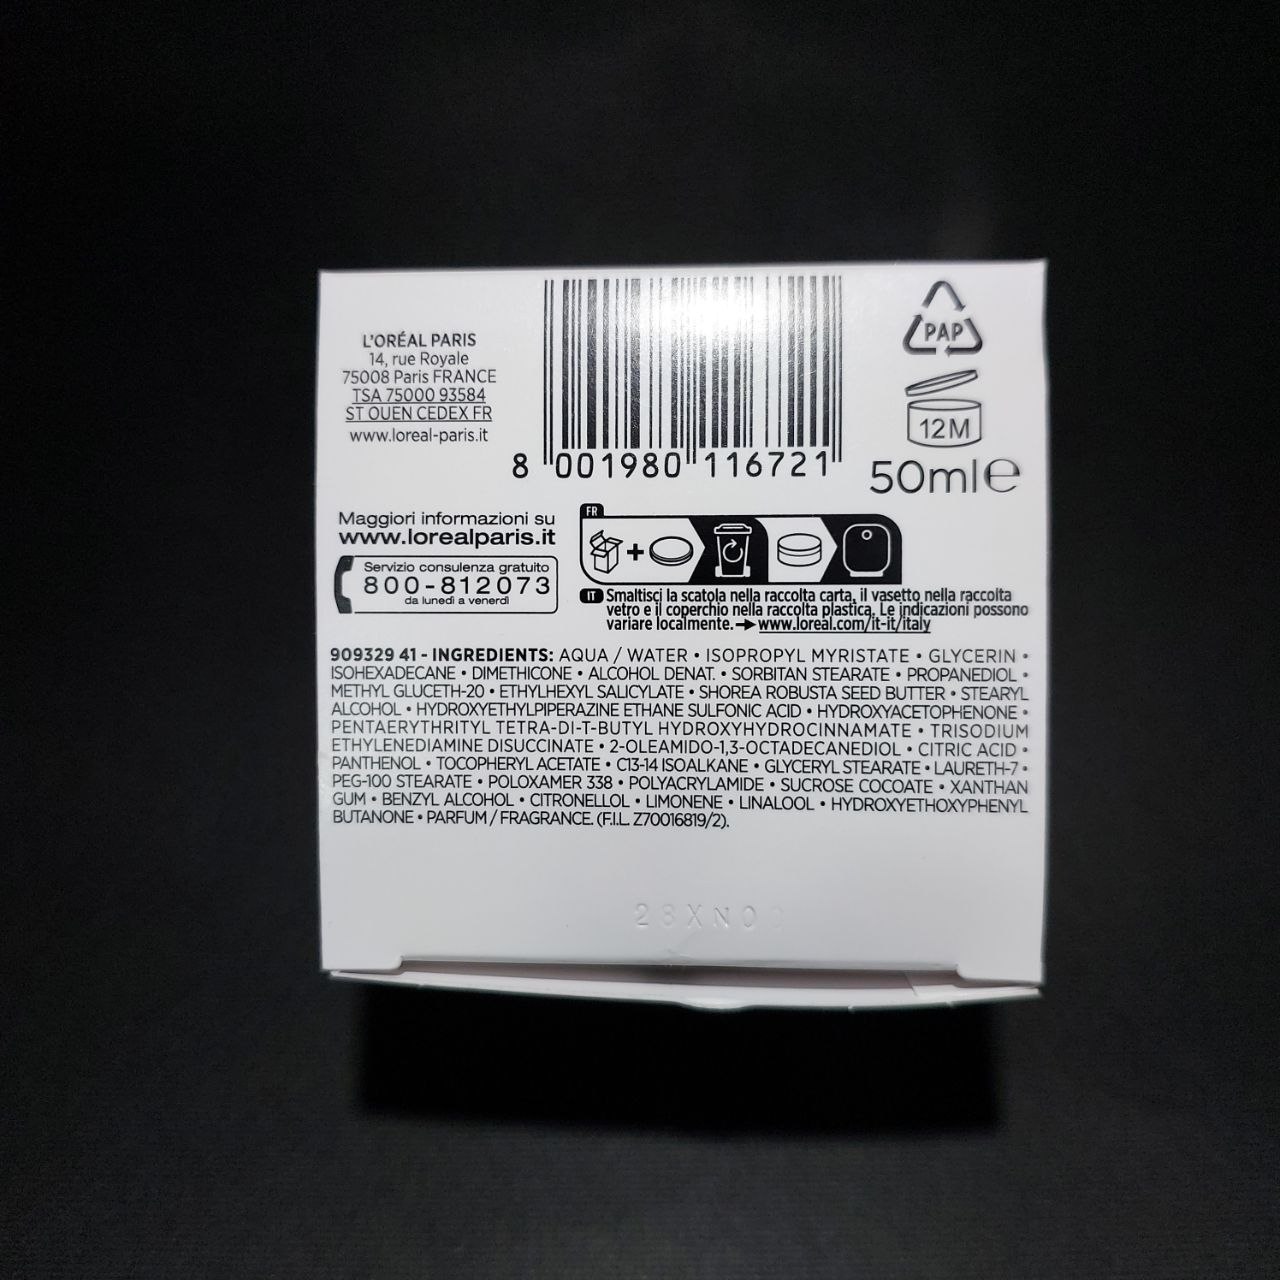 L'ORÉAL PARIS
14, rue Royale
75008 Paris FRANCE
TSA 75000 93584
ST OUEN CEDEX FR
www.loreal-paris.it
8 001980 116721
PAP
12M
50ml℮
Maggiori informazioni su
www.lorealparis.it
Servizio consulenza gratuito
800-812073
da lunedì a venerdì
FR
IT Smaltisci la scatola nella raccolta carta, il vasetto nella raccolta
vetro e il coperchio nella raccolta plastica. Le indicazioni possono
variare localmente. → www.loreal.com/it-it/italy
909329 41 - INGREDIENTS: AQUA / WATER • ISOPROPYL MYRISTATE • GLYCERIN •
ISOHEXADECANE • DIMETHICONE • ALCOHOL DENAT. • SORBITAN STEARATE • PROPANEDIOL •
METHYL GLUCETH-20 • ETHYLHEXYL SALICYLATE • SHOREA ROBUSTA SEED BUTTER • STEARYL
ALCOHOL • HYDROXYETHYLPIPERAZINE ETHANE SULFONIC ACID • HYDROXYACETOPHENONE •
PENTAERYTHRITYL TETRA-DI-T-BUTYL HYDROXYHYDROCINNAMATE • TRISODIUM
ETHYLENEDIAMINE DISUCCINATE • 2-OLEAMIDO-1,3-OCTADECANEDIOL • CITRIC ACID •
PANTHENOL • TOCOPHERYL ACETATE • C13-14 ISOALKANE • GLYCERYL STEARATE • LAURETH-7 •
PEG-100 STEARATE • POLOXAMER 338 • POLYACRYLAMIDE • SUCROSE COCOATE • XANTHAN
GUM • BENZYL ALCOHOL • CITRONELLOL • LIMONENE • LINALOOL • HYDROXYETHOXYPHENYL
BUTANONE • PARFUM / FRAGRANCE. (F.I.L. Z70016819/2).